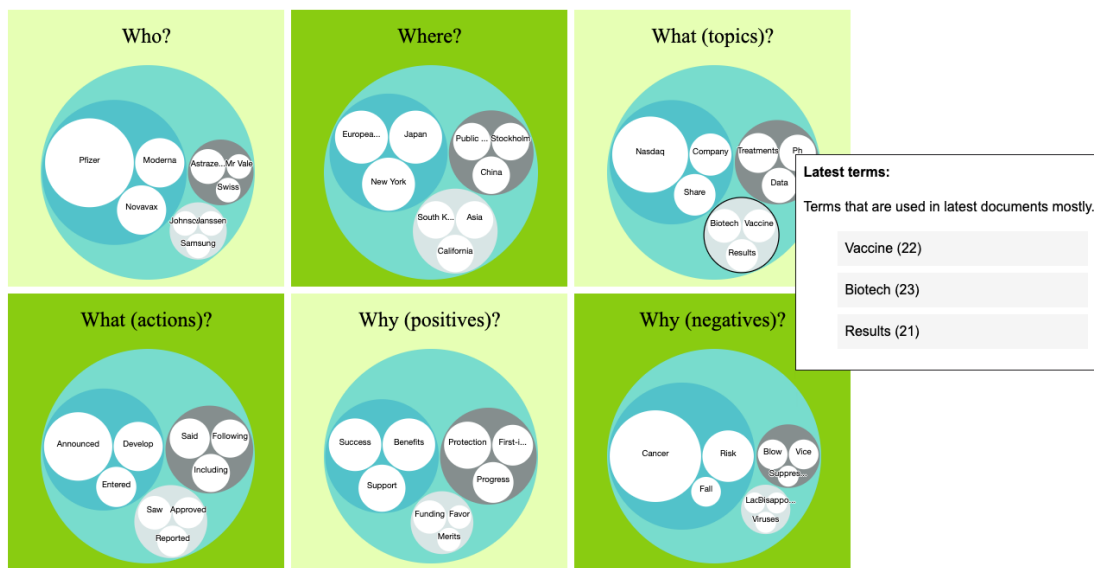 Who?
Pfizer
Moderna
Novavax
Astraze...
Mr Vale
Swiss
Johnsc
Janssen
Samsung
Where?
Europea...
Japan
New York
Public ...
Stockholm
China
South K...
Asia
California
What (topics)?
Nasdaq
Company
Share
Treatments
Ph
Data
Biotech
Vaccine
Results
Latest terms:
Terms that are used in latest documents mostly.
Vaccine (22)
Biotech (23)
Results (21)
What (actions)?
Announced
Develop
Entered
Said
Following
Including
Saw
Approved
Reported
Why (positives)?
Success
Benefits
Support
Protection
First-i...
Progress
Funding
Favor
Merits
Why (negatives)?
Cancer
Risk
Fall
Blow
Vice
Suppres...
Disappo...
Viruses